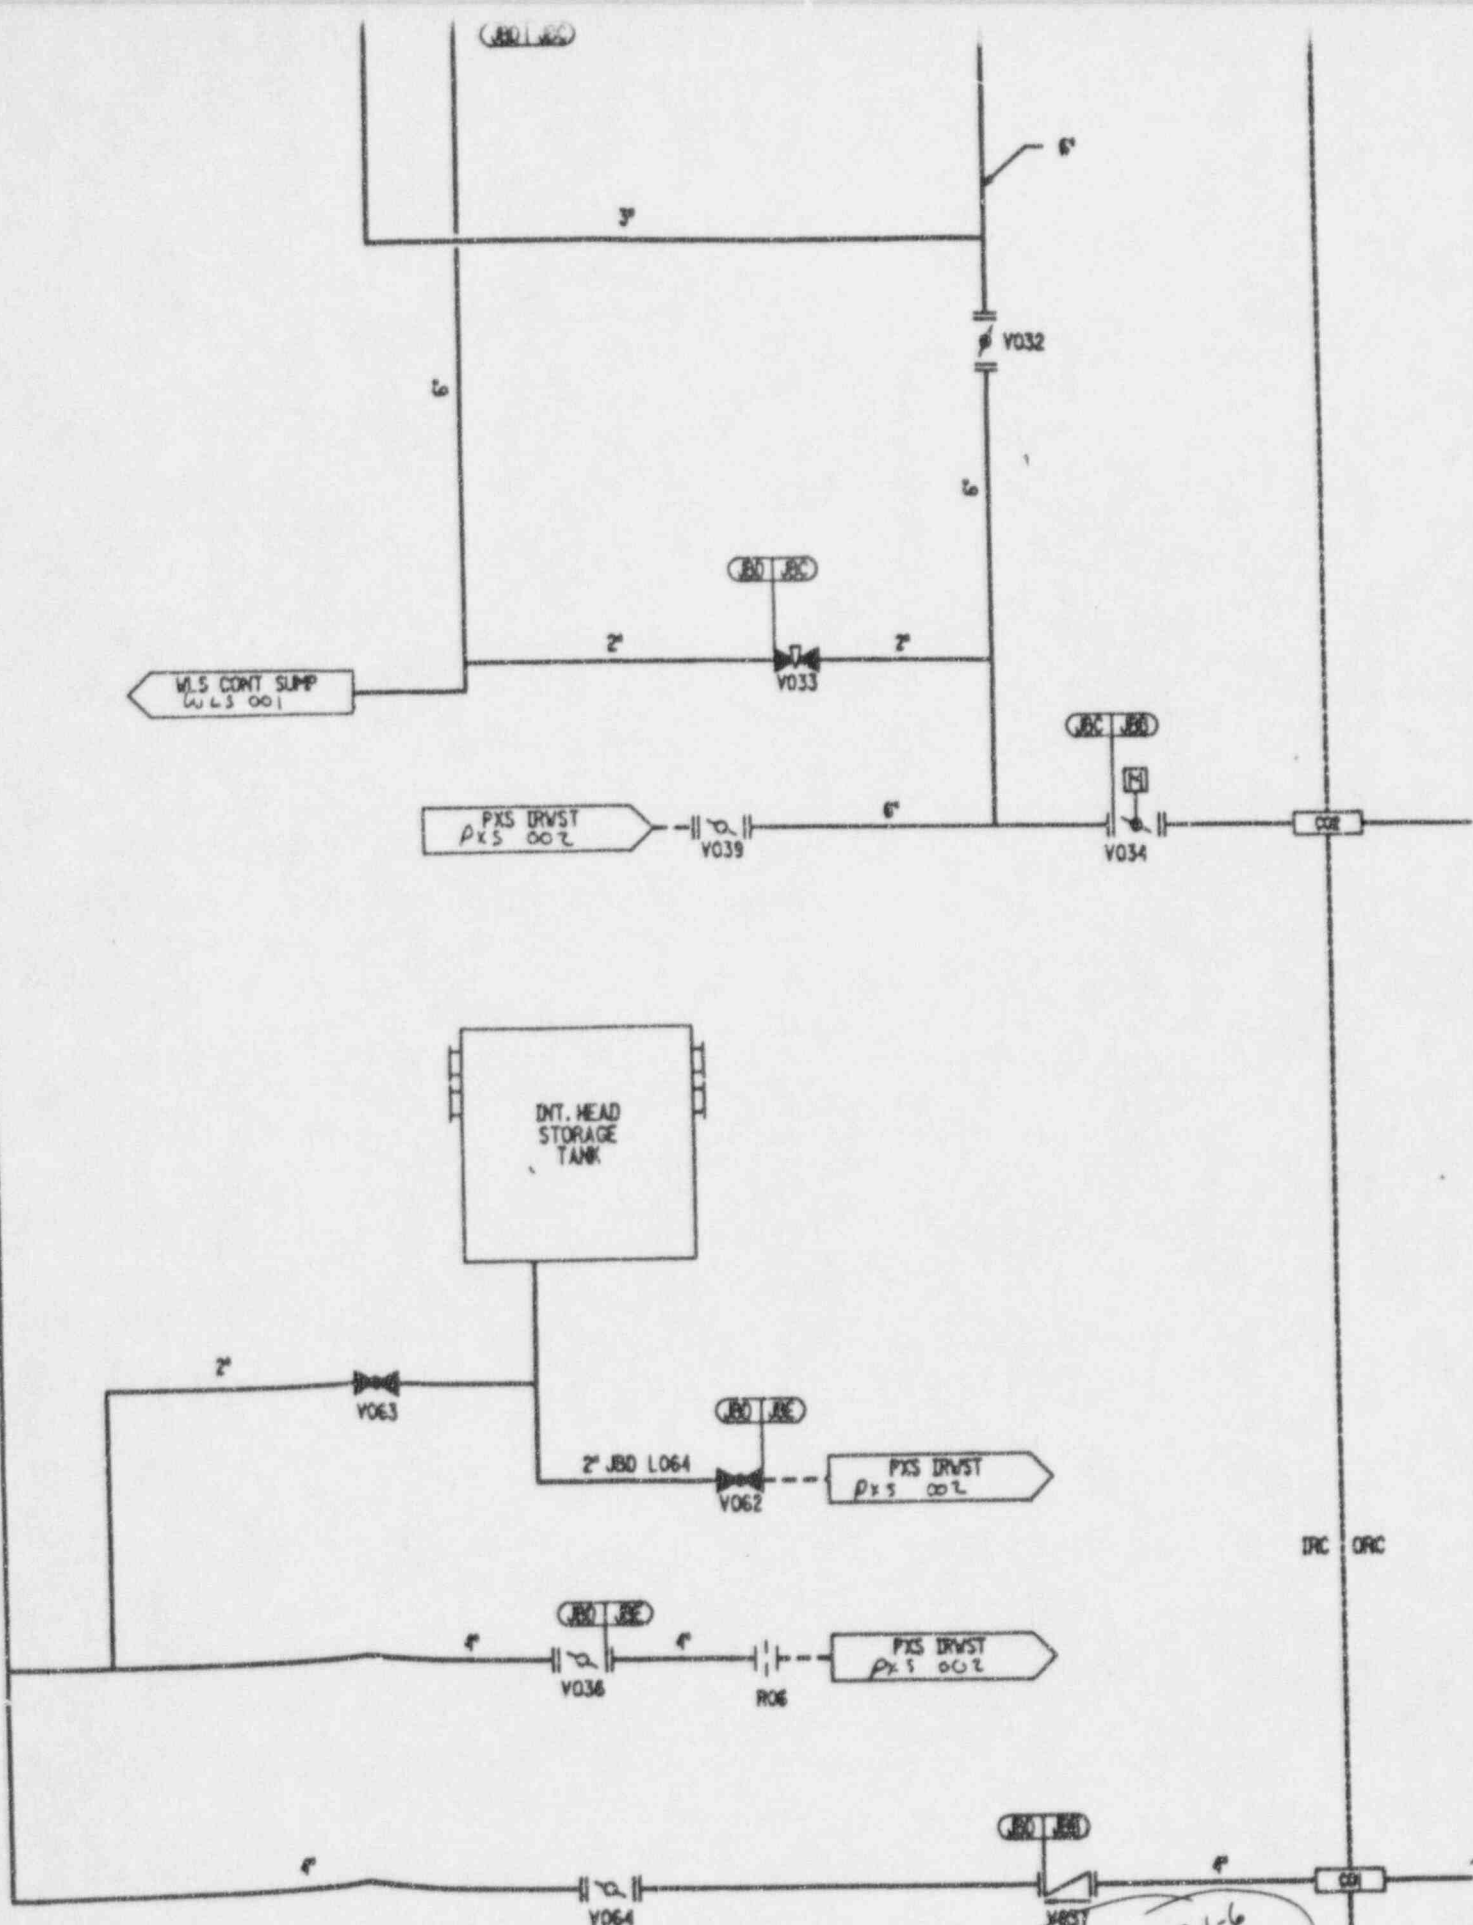 JBD JBC
6"
3"
V032
6"
6"
JBD JBC
2"
2"
V033
WLS CONT SUMP
WLS 001
JBC JBB
M
PXS IRWST
PXS 002
V039
6"
V034
C02
INT. HEAD
STORAGE
TANK
2"
V063
JBD JBE
2" JBD L064
V062
PXS IRWST
PXS 002
IRC ORC
JBD JBE
4"
V036
4"
R06
PXS IRWST
PXS 002
JBD JBB
4"
V064
4"
C01